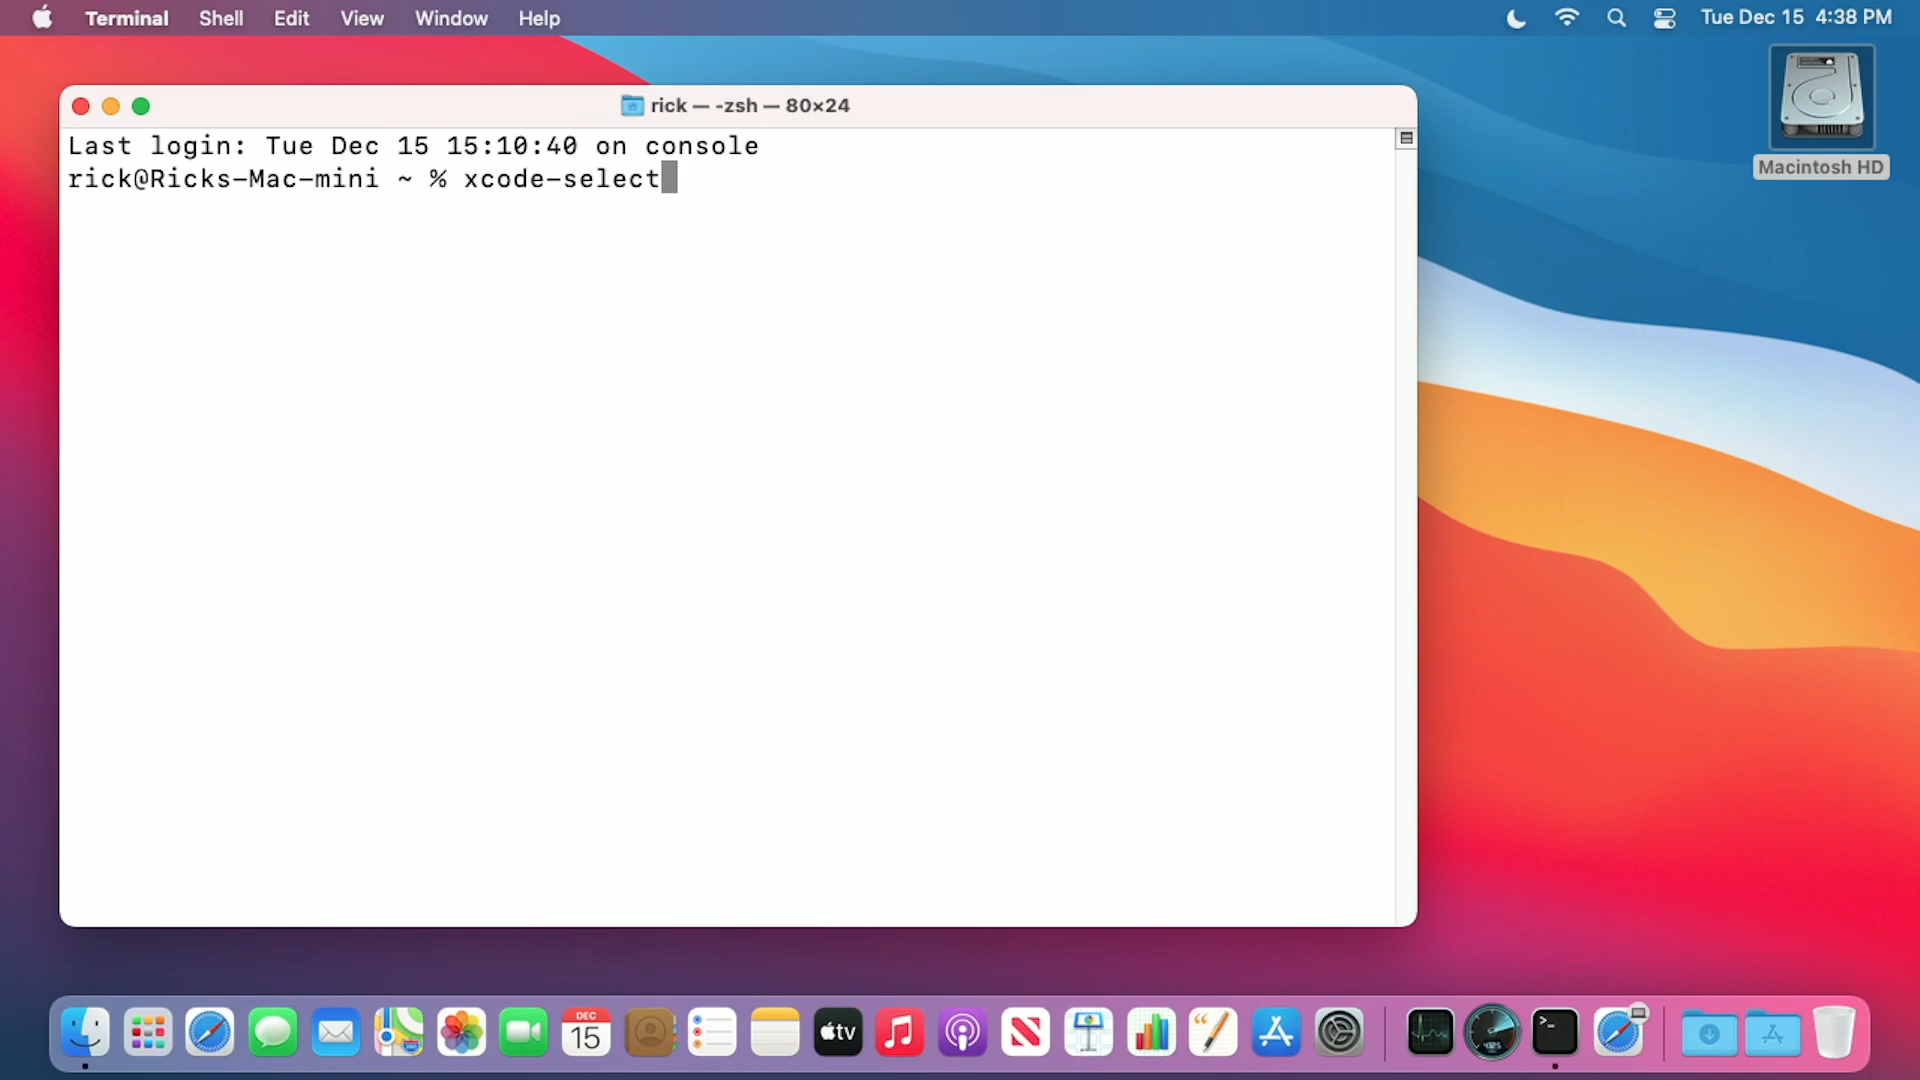 Terminal Shell Edit View Window Help Tue Dec 15 4:38 PM
Macintosh HD
rick — -zsh — 80×24
Last login: Tue Dec 15 15:10:40 on console
rick@Ricks-Mac-mini ~ % xcode-select
DEC
15
tv
>_